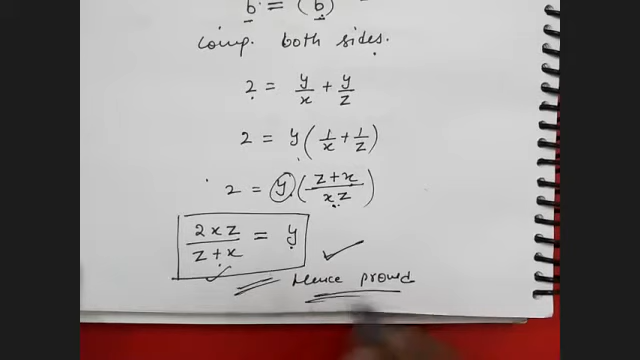 b = (b)
comp. both sides.
2 = y/x + y/z
2 = y (1/x + 1/z)
2 = y (z+x/xz)
2xz/z+x = y
Hence proved